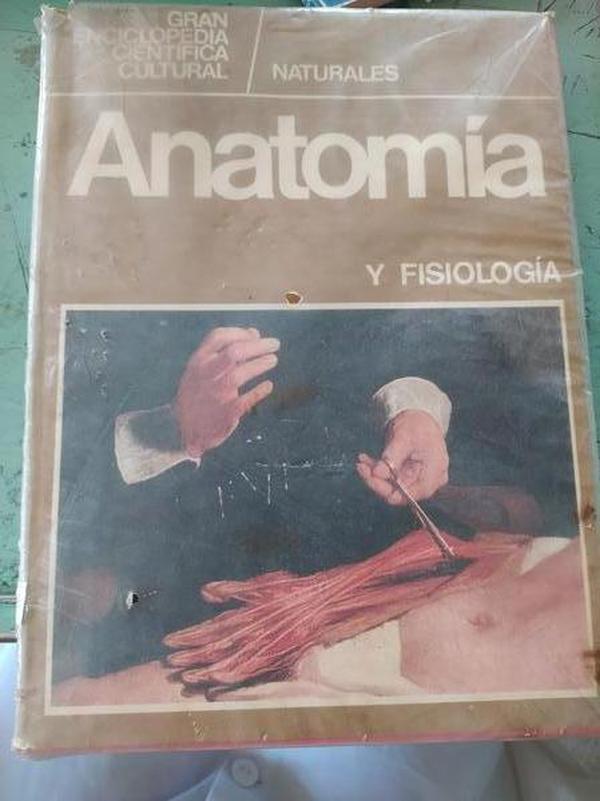 GRAN
ENCICLOPEDIA
CIENTÍFICA
CULTURAL
NATURALES
Anatomía
Y FISIOLOGÍA